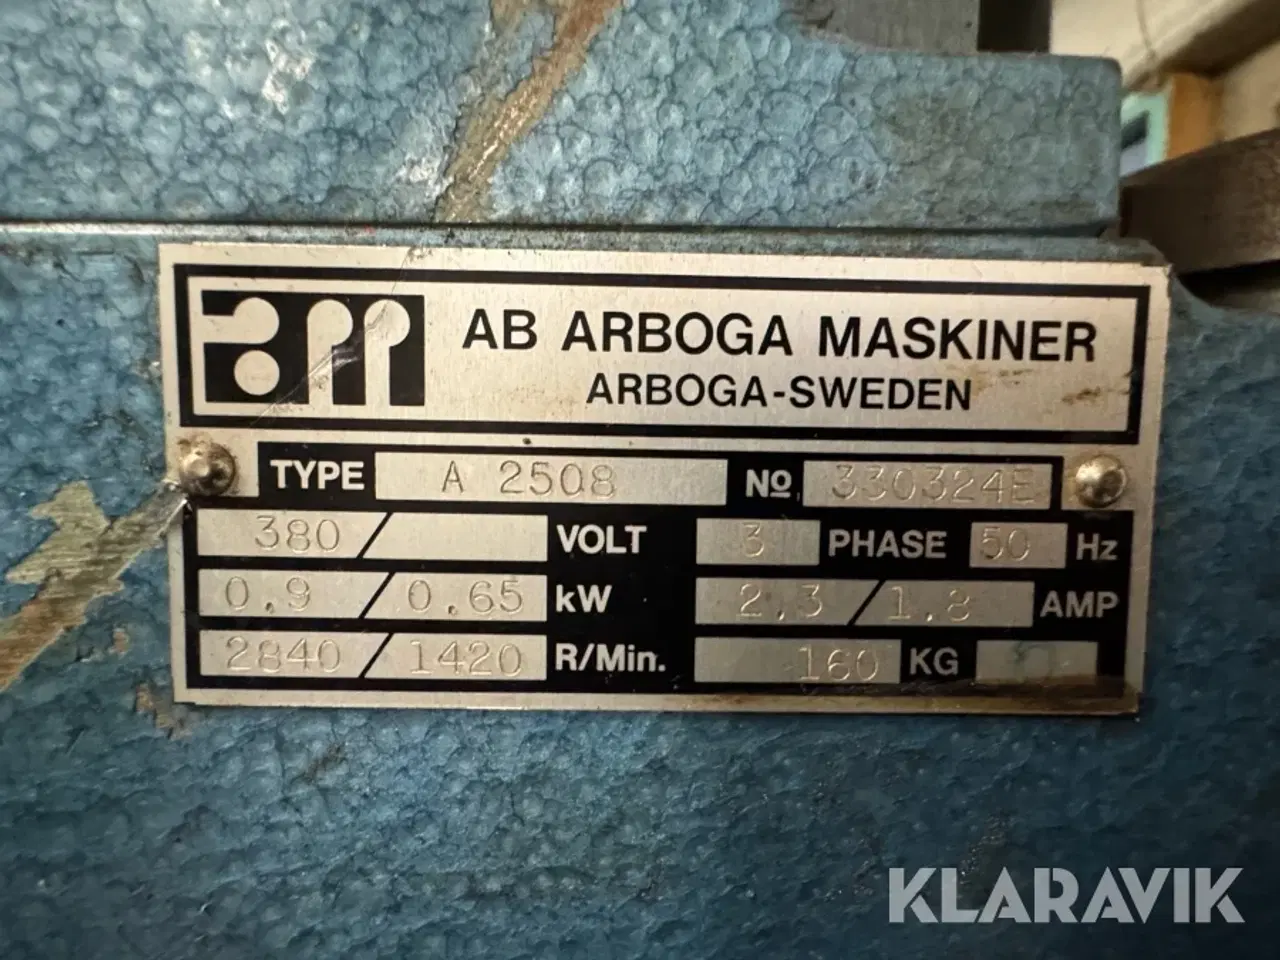 am AB ARBOGA MASKINER
ARBOGA-SWEDEN
TYPE A 2508 Nº 330324E
380 / VOLT 3 PHASE 50 Hz
0,9 / 0,65 kW 2,3 / 1,8 AMP
2840 / 1420 R/Min. 160 KG
KLARAVIK